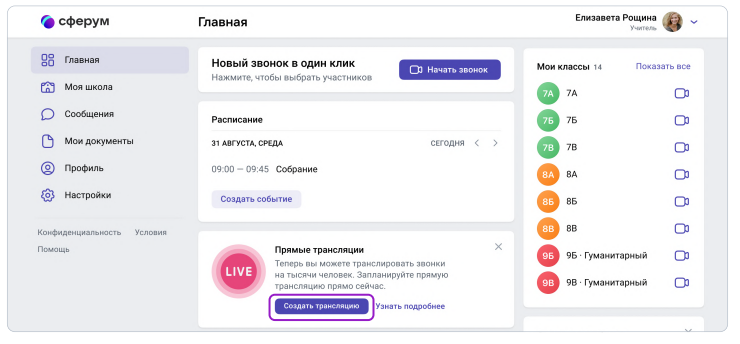 сферум
Главная
Елизавета Рощина
Учитель
Главная
Моя школа
Сообщения
Мои документы
Профиль
Настройки
Конфиденциальность Условия
Помощь
Новый звонок в один клик
Нажмите, чтобы выбрать участников
Начать звонок
Расписание
31 АВГУСТА, СРЕДА
СЕГОДНЯ
09:00 — 09:45 Собрание
Создать событие
LIVE
Прямые трансляции
Теперь вы можете транслировать звонки
на тысячи человек. Запланируйте прямую
трансляцию прямо сейчас.
Создать трансляцию
Узнать подробнее
Мои классы 14
Показать все
7А 7А
7Б 7Б
7В 7В
8А 8А
8Б 8Б
8В 8В
9Б 9Б · Гуманитарный
9В 9В · Гуманитарный